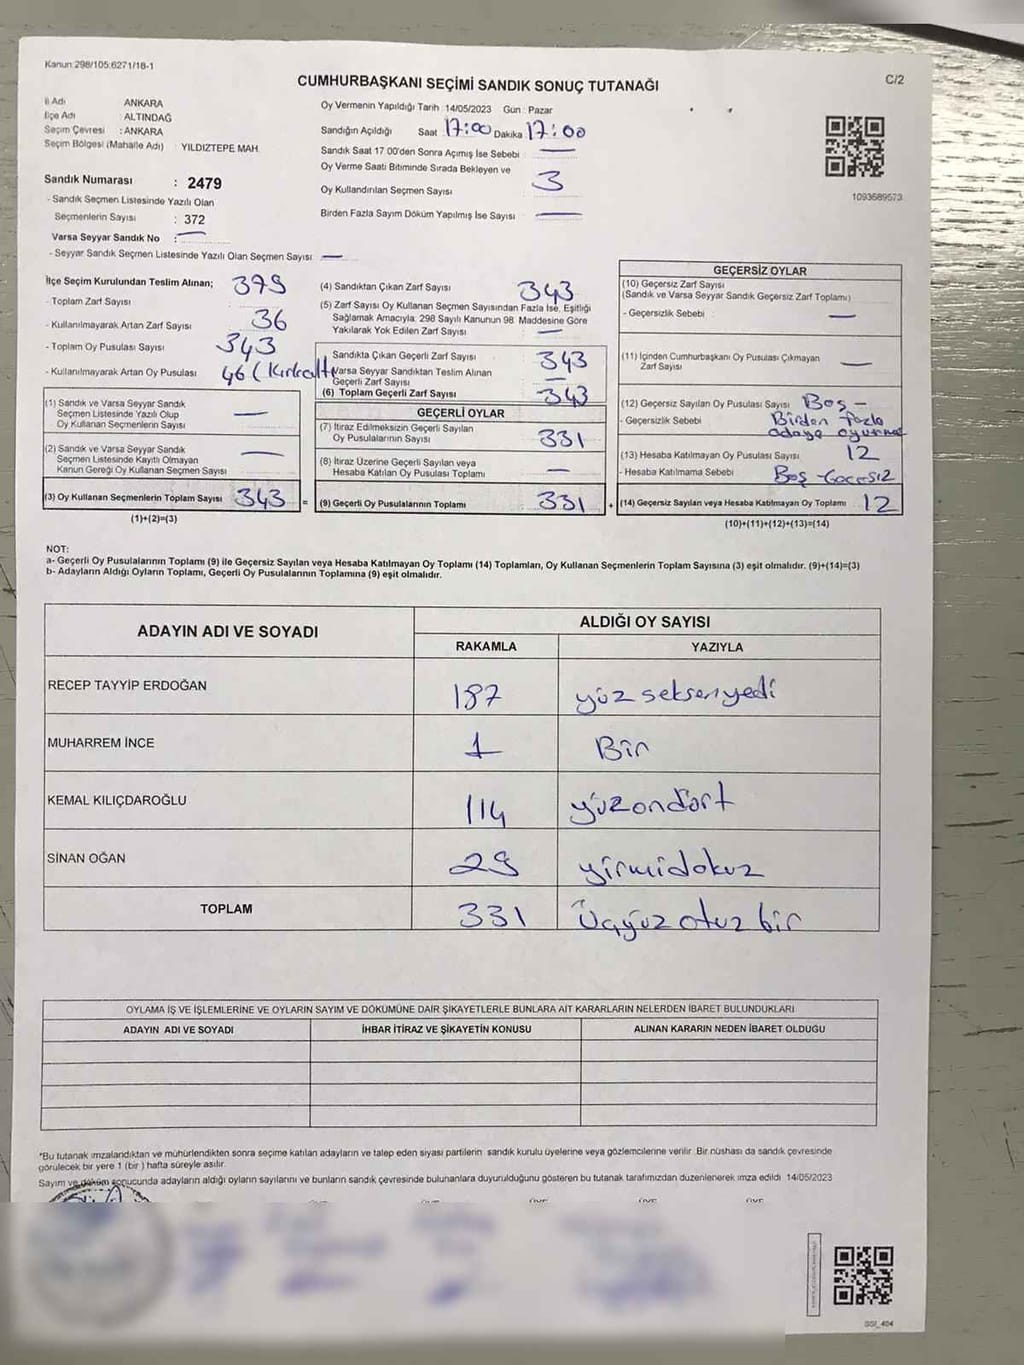 Kanun:298/105:6271/18-1
C/2
CUMHURBAŞKANI SEÇİMİ SANDIK SONUÇ TUTANAĞI
İl Adı ANKARA
İlçe Adı : ALTINDAĞ
Seçim Çevresi : ANKARA
Seçim Bölgesi (Mahalle Adı) YILDIZTEPE MAH.
Sandık Numarası : 2479
- Sandık Seçmen Listesinde Yazılı Olan
Seçmenlerin Sayısı : 372
Varsa Seyyar Sandık No : —
- Seyyar Sandık Seçmen Listesinde Yazılı Olan Seçmen Sayısı —
Oy Vermenin Yapıldığı Tarih : 14/05/2023 Gün : Pazar
Sandığın Açıldığı Saat 17:00 Dakika 17:00
Sandık Saat 17.00'den Sonra Açımış İse Sebebi —
Oy Verme Saati Bitiminde Sırada Bekleyen ve
Oy Kullandırılan Seçmen Sayısı 3
Birden Fazla Sayım Döküm Yapılmış İse Sayısı —
1093689573
İlçe Seçim Kurulundan Teslim Alınan; 379
- Toplam Zarf Sayısı
- Kullanılmayarak Artan Zarf Sayısı 36
- Toplam Oy Pusulası Sayısı 343
- Kullanılmayarak Artan Oy Pusulası 46 (Kırkaltı
(1) Sandık ve Varsa Seyyar Sandık
Seçmen Listesinde Yazılı Olup
Oy Kullanan Seçmenlerin Sayısı —
(2) Sandık ve Varsa Seyyar Sandık
Seçmen Listesinde Kayıtlı Olmayan
Kanun Gereği Oy Kullanan Seçmen Sayısı —
(3) Oy Kullanan Seçmenlerin Toplam Sayısı 343 =
(1)+(2)=(3)
(4) Sandıktan Çıkan Zarf Sayısı 343
(5) Zarf Sayısı Oy Kullanan Seçmen Sayısından Fazla İse, Eşitliği
Sağlamak Amacıyla; 298 Sayılı Kanunun 98. Maddesine Göre
Yakılarak Yok Edilen Zarf Sayısı —
Sandıkta Çıkan Geçerli Zarf Sayısı 343
Varsa Seyyar Sandıktan Teslim Alınan
Geçerli Zarf Sayısı —
(6) Toplam Geçerli Zarf Sayısı 343
GEÇERLİ OYLAR
(7) İtiraz Edilmeksizin Geçerli Sayılan
Oy Pusulalarının Sayısı 331
(8) İtiraz Üzerine Geçerli Sayılan veya
Hesaba Katılan Oy Pusulası Toplamı —
(9) Geçerli Oy Pusulalarının Toplamı 331 +
GEÇERSİZ OYLAR
(10) Geçersiz Zarf Sayısı
(Sandık ve Varsa Seyyar Sandık Geçersiz Zarf Toplamı)
- Geçersizlik Sebebi —
(11) İçinden Cumhurbaşkanı Oy Pusulası Çıkmayan
Zarf Sayısı —
(12) Geçersiz Sayılan Oy Pusulası Sayısı Boş –
- Geçersizlik Sebebi Birden fazla
adaya
(13) Hesaba Katılmayan Oy Pusulası Sayısı 12
- Hesaba Katılmama Sebebi Boş -
(14) Geçersiz Sayılan veya Hesaba Katılmayan Oy Toplamı 12
(10)+(11)+(12)+(13)=(14)
NOT:
a- Geçerli Oy Pusulalarının Toplamı (9) ile Geçersiz Sayılan veya Hesaba Katılmayan Oy Toplamı (14) Toplamları, Oy Kullanan Seçmenlerin Toplam Sayısına (3) eşit olmalıdır. (9)+(14)=(3)
b- Adayların Aldığı Oyların Toplamı, Geçerli Oy Pusulalarının Toplamına (9) eşit olmalıdır.
ADAYIN ADI VE SOYADI ALDIĞI OY SAYISI
RAKAMLA YAZIYLA
RECEP TAYYİP ERDOĞAN 187 yüz seksen yedi
MUHARREM İNCE 1 Bir
KEMAL KILIÇDAROĞLU 114 yüzondört
SİNAN OĞAN 29 yirmidokuz
TOPLAM 331 Üçyüz otuz bir
OYLAMA İŞ VE İŞLEMLERİNE VE OYLARIN SAYIM VE DÖKÜMÜNE DAİR ŞİKAYETLERLE BUNLARA AİT KARARLARIN NELERDEN İBARET BULUNDUKLARI
ADAYIN ADI VE SOYADI İHBAR İTİRAZ VE ŞİKAYETİN KONUSU ALINAN KARARIN NEDEN İBARET OLDUĞU
*Bu tutanak imzalandıktan ve mühürlendikten sonra seçime katılan adayların ve talep eden siyasi partilerin sandık kurulu üyelerine veya gözlemcilerine verilir. Bir nüshası da sandık çevresinde
görülecek bir yere 1 (bir ) hafta süreyle asılır.
Sayım ve döküm sonucunda adayların aldığı oyların sayılarını ve bunların sandık çevresinde bulunanlara duyurulduğunu gösteren bu tutanak tarafımızdan düzenlenerek imza edildi 14/05/2023
SSI_404